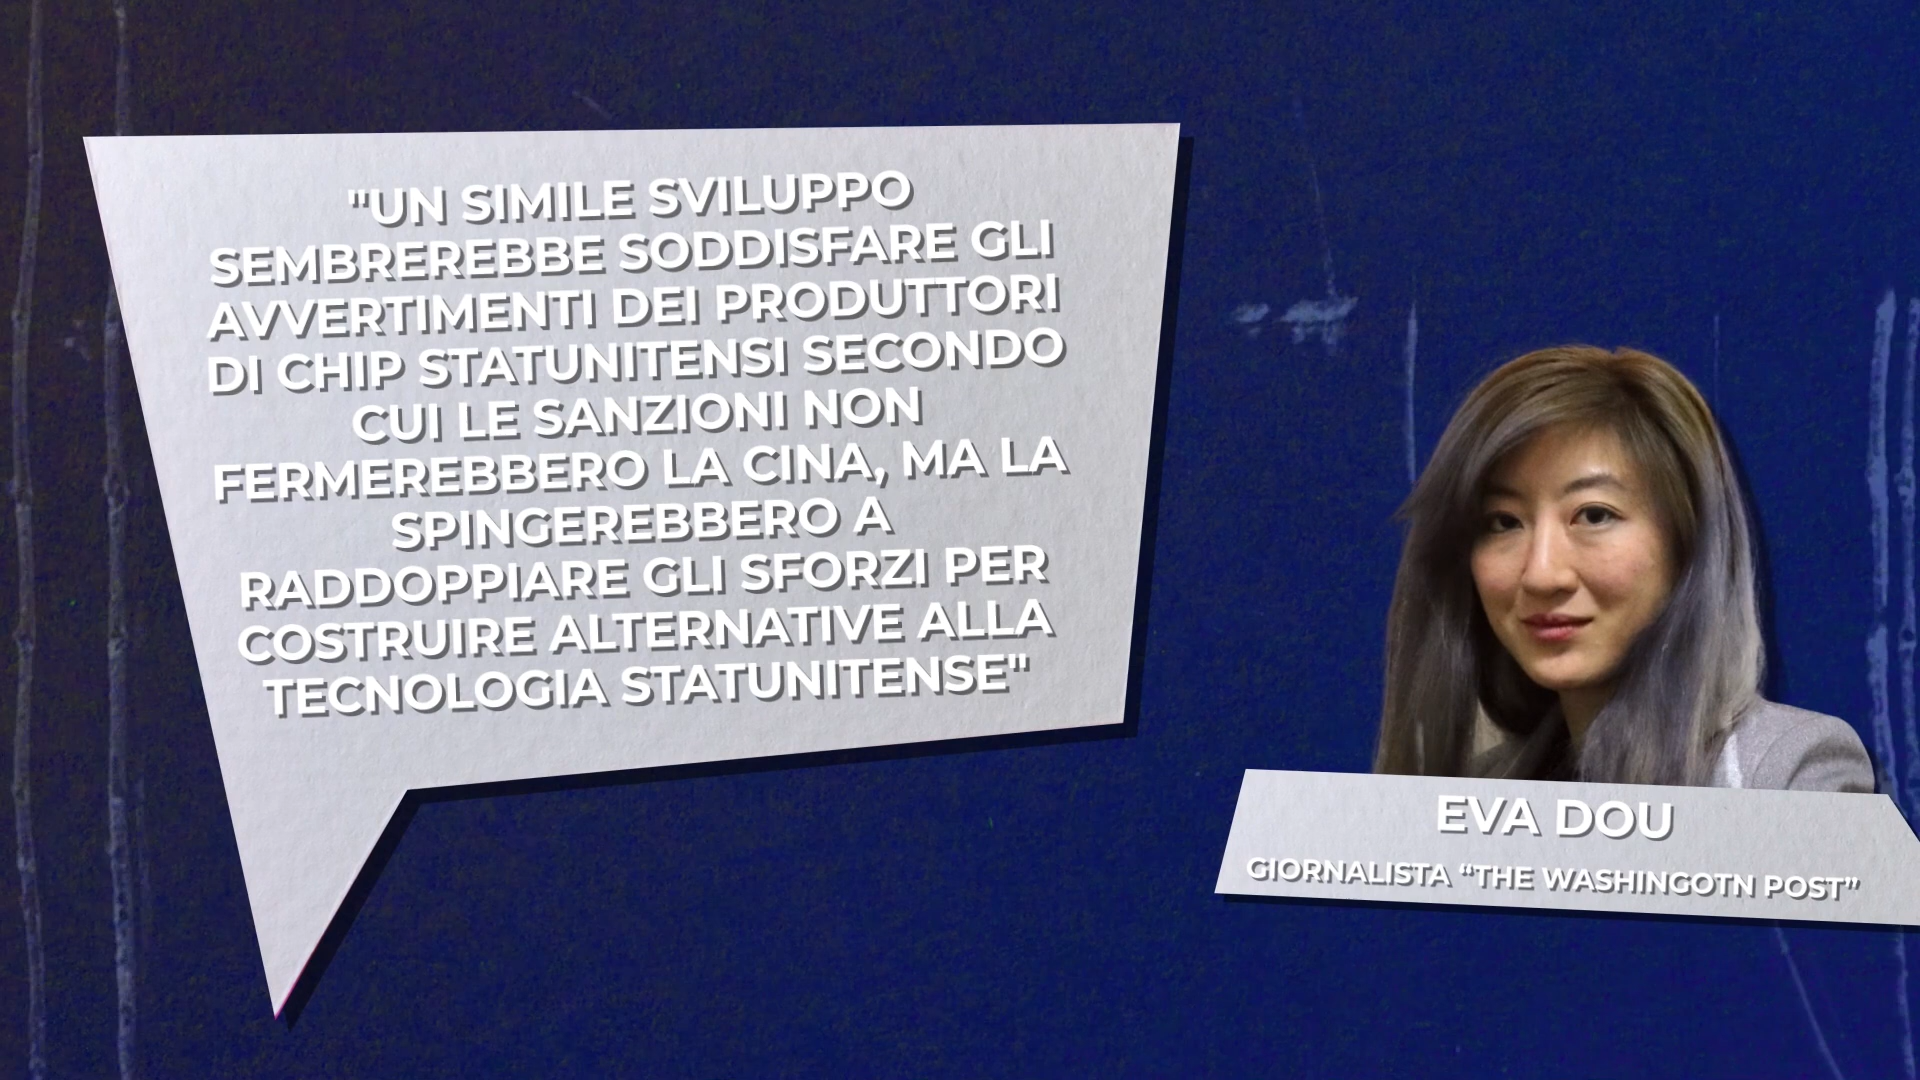 "UN SIMILE SVILUPPO
SEMBREREBBE SODDISFARE GLI
AVVERTIMENTI DEI PRODUTTORI
DI CHIP STATUNITENSI SECONDO
CUI LE SANZIONI NON
FERMEREBBERO LA CINA, MA LA
SPINGEREBBERO A
RADDOPPIARE GLI SFORZI PER
COSTRUIRE ALTERNATIVE ALLA
TECNOLOGIA STATUNITENSE"
EVA DOU
GIORNALISTA “THE WASHINGOTN POST”